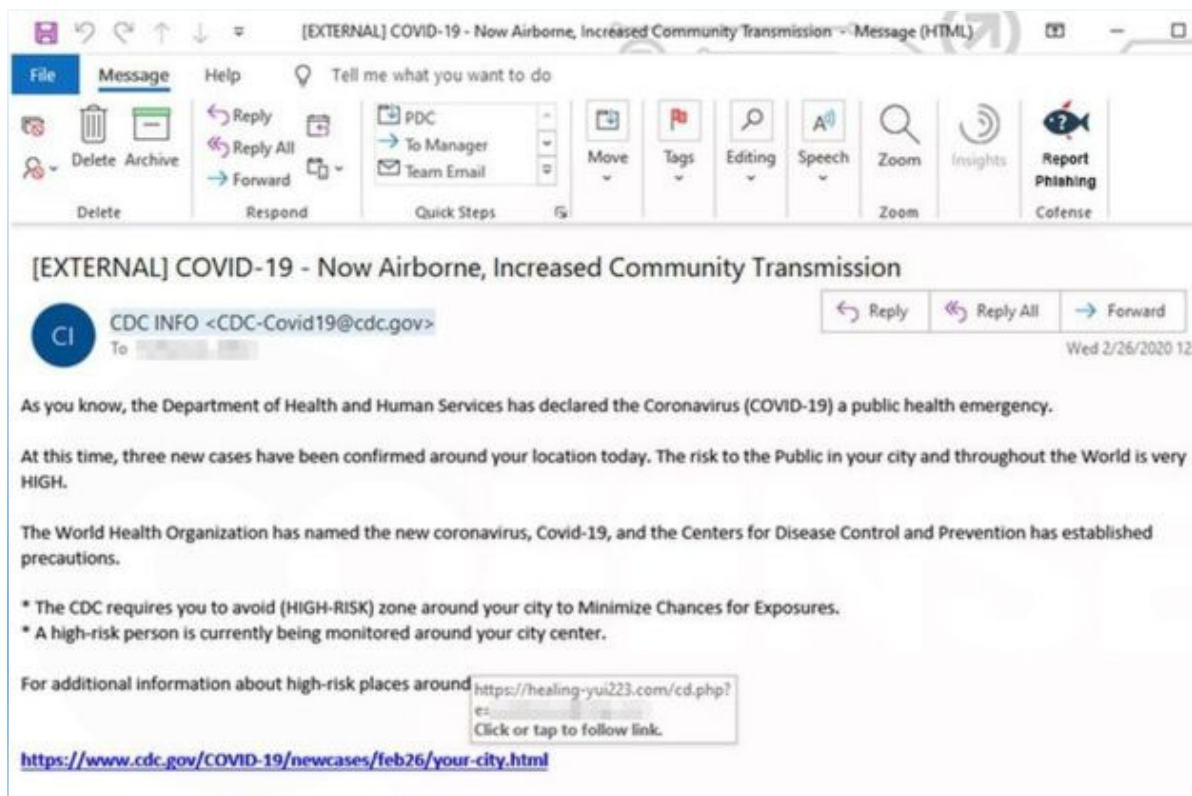 [EXTERNAL] COVID-19 - Now Airborne, Increased Community Transmission - Message (HTML)
File Message Help Tell me what you want to do
Delete Archive
Reply
Reply All
Forward
PDC
To Manager
Team Email
Move Tags Editing Speech Zoom Insights Report Phishing
Delete Respond Quick Steps Zoom Cofense
[EXTERNAL] COVID-19 - Now Airborne, Increased Community Transmission
CI
CDC INFO <CDC-Covid19@cdc.gov>
To
Reply Reply All Forward
Wed 2/26/2020 12
As you know, the Department of Health and Human Services has declared the Coronavirus (COVID-19) a public health emergency.
At this time, three new cases have been confirmed around your location today. The risk to the Public in your city and throughout the World is very
HIGH.
The World Health Organization has named the new coronavirus, Covid-19, and the Centers for Disease Control and Prevention has established
precautions.
* The CDC requires you to avoid (HIGH-RISK) zone around your city to Minimize Chances for Exposures.
* A high-risk person is currently being monitored around your city center.
For additional information about high-risk places around
https://healing-yui223.com/cd.php?
e=
Click or tap to follow link.
https://www.cdc.gov/COVID-19/newcases/feb26/your-city.html